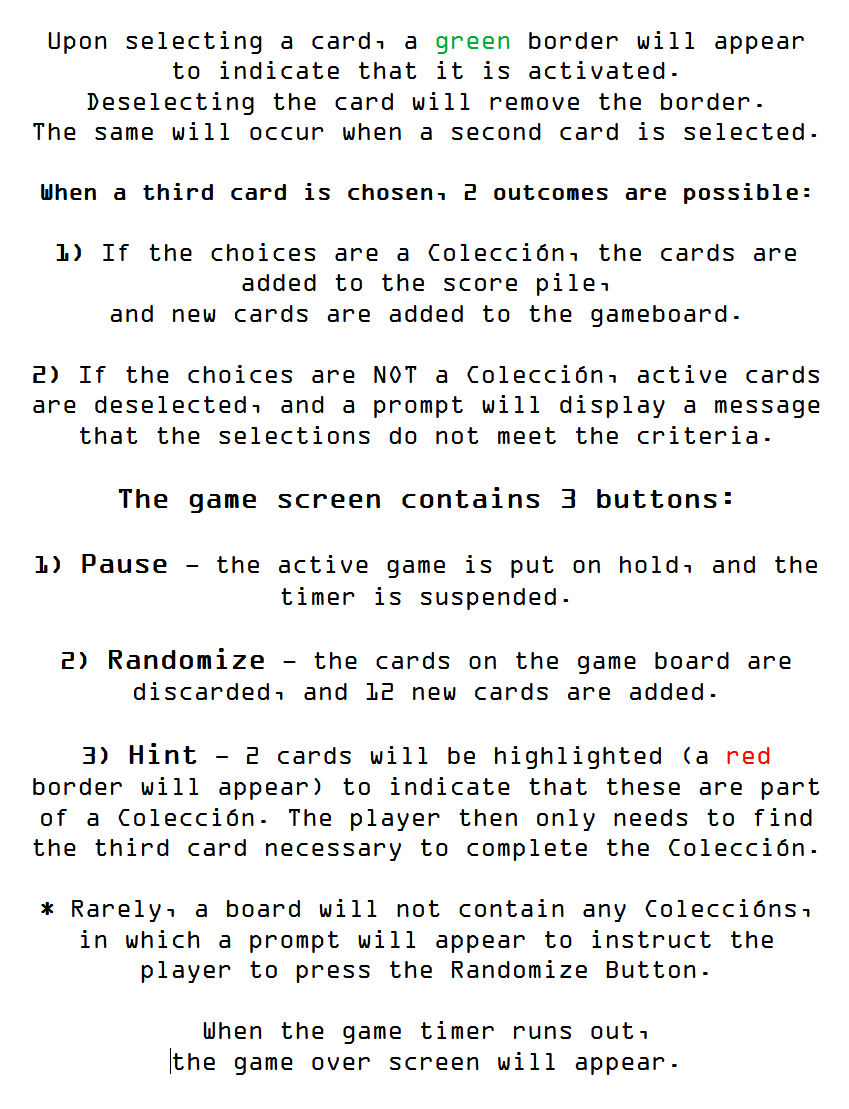 Upon selecting a card, a green border will appear
to indicate that it is activated.
Deselecting the card will remove the border.
The same will occur when a second card is selected.
When a third card is chosen, 2 outcomes are possible:
1) If the choices are a Colección, the cards are
added to the score pile,
and new cards are added to the gameboard.
2) If the choices are NOT a Colección, active cards
are deselected, and a prompt will display a message
that the selections do not meet the criteria.
The game screen contains 3 buttons:
1) Pause – the active game is put on hold, and the
timer is suspended.
2) Randomize – the cards on the game board are
discarded, and 12 new cards are added.
3) Hint – 2 cards will be highlighted (a red
border will appear) to indicate that these are part
of a Colección. The player then only needs to find
the third card necessary to complete the Colección.
* Rarely, a board will not contain any Coleccións,
in which a prompt will appear to instruct the
player to press the Randomize Button.
When the game timer runs out,
the game over screen will appear.